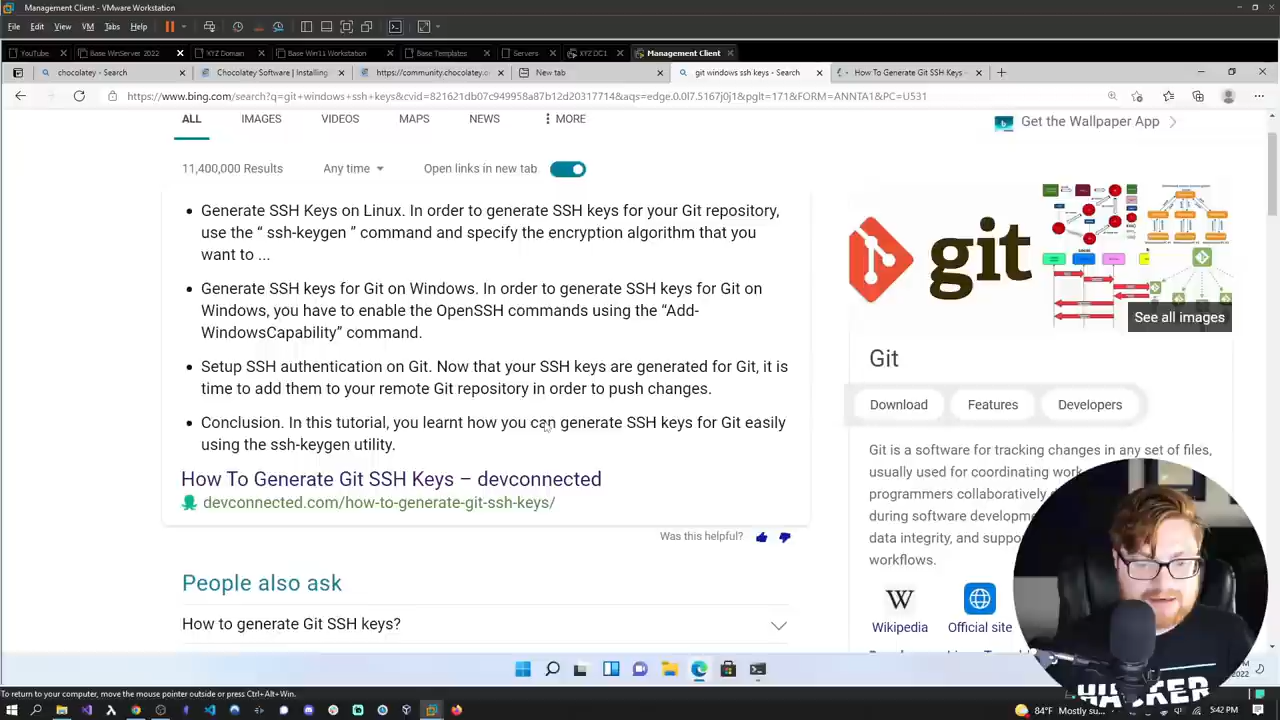 Management Client - VMware Workstation
File Edit View VM Tabs Help
YouTube Base WinServer 2022 XYZ Domain Base Win11 Workstation Base Templates Servers XYZ DC1 Management Client
chocolatey - Search Chocolatey Software | Installing https://community.chocolatey.o New tab git windows ssh keys - Search How To Generate Git SSH Keys
https://www.bing.com/search?q=git+windows+ssh+keys&cvid=821621db07c949958a87b12d20317714&aqs=edge.0.0l7.5167j0j1&pglt=171&FORM=ANNTA1&PC=U531
ALL IMAGES VIDEOS MAPS NEWS MORE
Get the Wallpaper App
11,400,000 Results Any time Open links in new tab
Generate SSH Keys on Linux. In order to generate SSH keys for your Git repository,
use the “ ssh-keygen ” command and specify the encryption algorithm that you
want to ...
Generate SSH keys for Git on Windows. In order to generate SSH keys for Git on
Windows, you have to enable the OpenSSH commands using the “Add-
WindowsCapability” command.
Setup SSH authentication on Git. Now that your SSH keys are generated for Git, it is
time to add them to your remote Git repository in order to push changes.
Conclusion. In this tutorial, you learnt how you can generate SSH keys for Git easily
using the ssh-keygen utility.
How To Generate Git SSH Keys – devconnected
devconnected.com/how-to-generate-git-ssh-keys/
Was this helpful?
People also ask
How to generate Git SSH keys?
git
See all images
Git
Download Features Developers
Git is a software for tracking changes in any set of files,
usually used for coordinating work
programmers collaboratively
during software developme
data integrity, and suppo
workflows.
W
Wikipedia Official site
HACKER
To return to your computer, move the mouse pointer outside or press Ctrl+Alt+Win.
84°F Mostly su... 5:42 PM